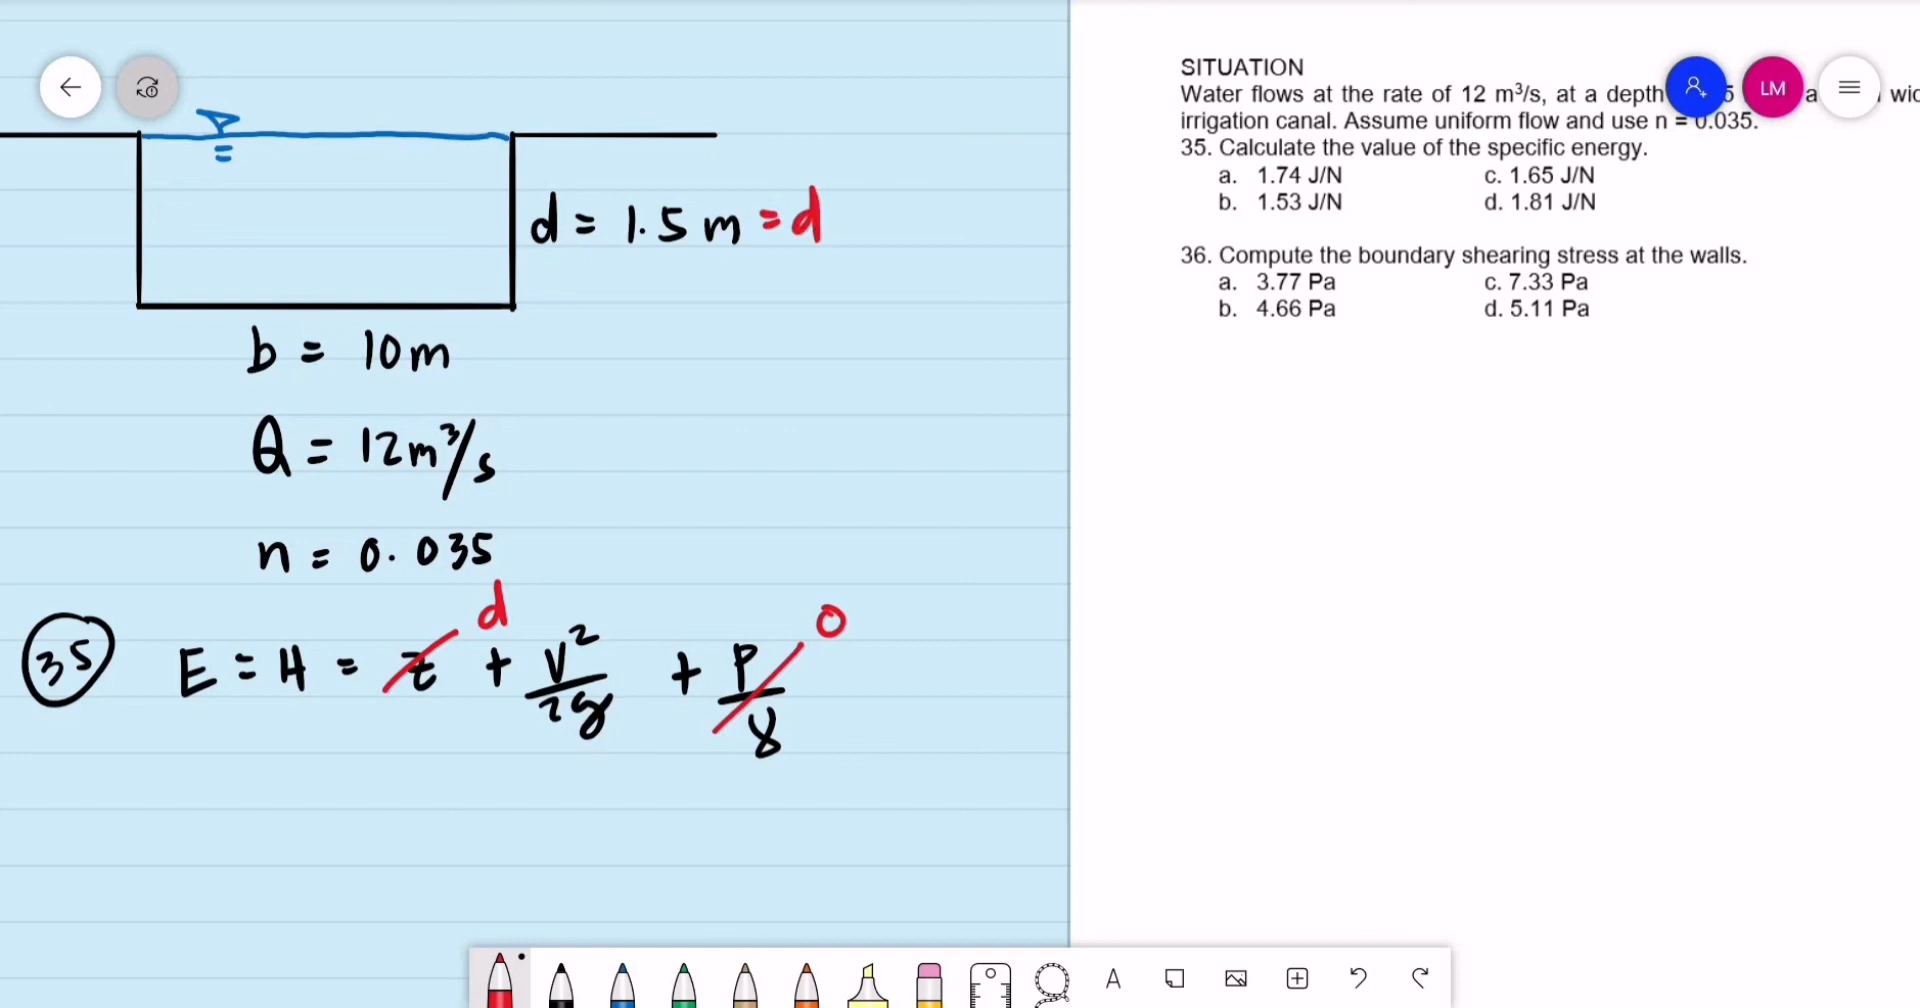 d = 1.5 m = d
b = 10m
Q = 12m³/s
n = 0.035
35 E = H = z d + V²/2g + P/γ 0
SITUATION
Water flows at the rate of 12 m³/s, at a depth 5 a wid
irrigation canal. Assume uniform flow and use n = 0.035.
35. Calculate the value of the specific energy.
a. 1.74 J/N c. 1.65 J/N
b. 1.53 J/N d. 1.81 J/N
36. Compute the boundary shearing stress at the walls.
a. 3.77 Pa c. 7.33 Pa
b. 4.66 Pa d. 5.11 Pa
LM
A